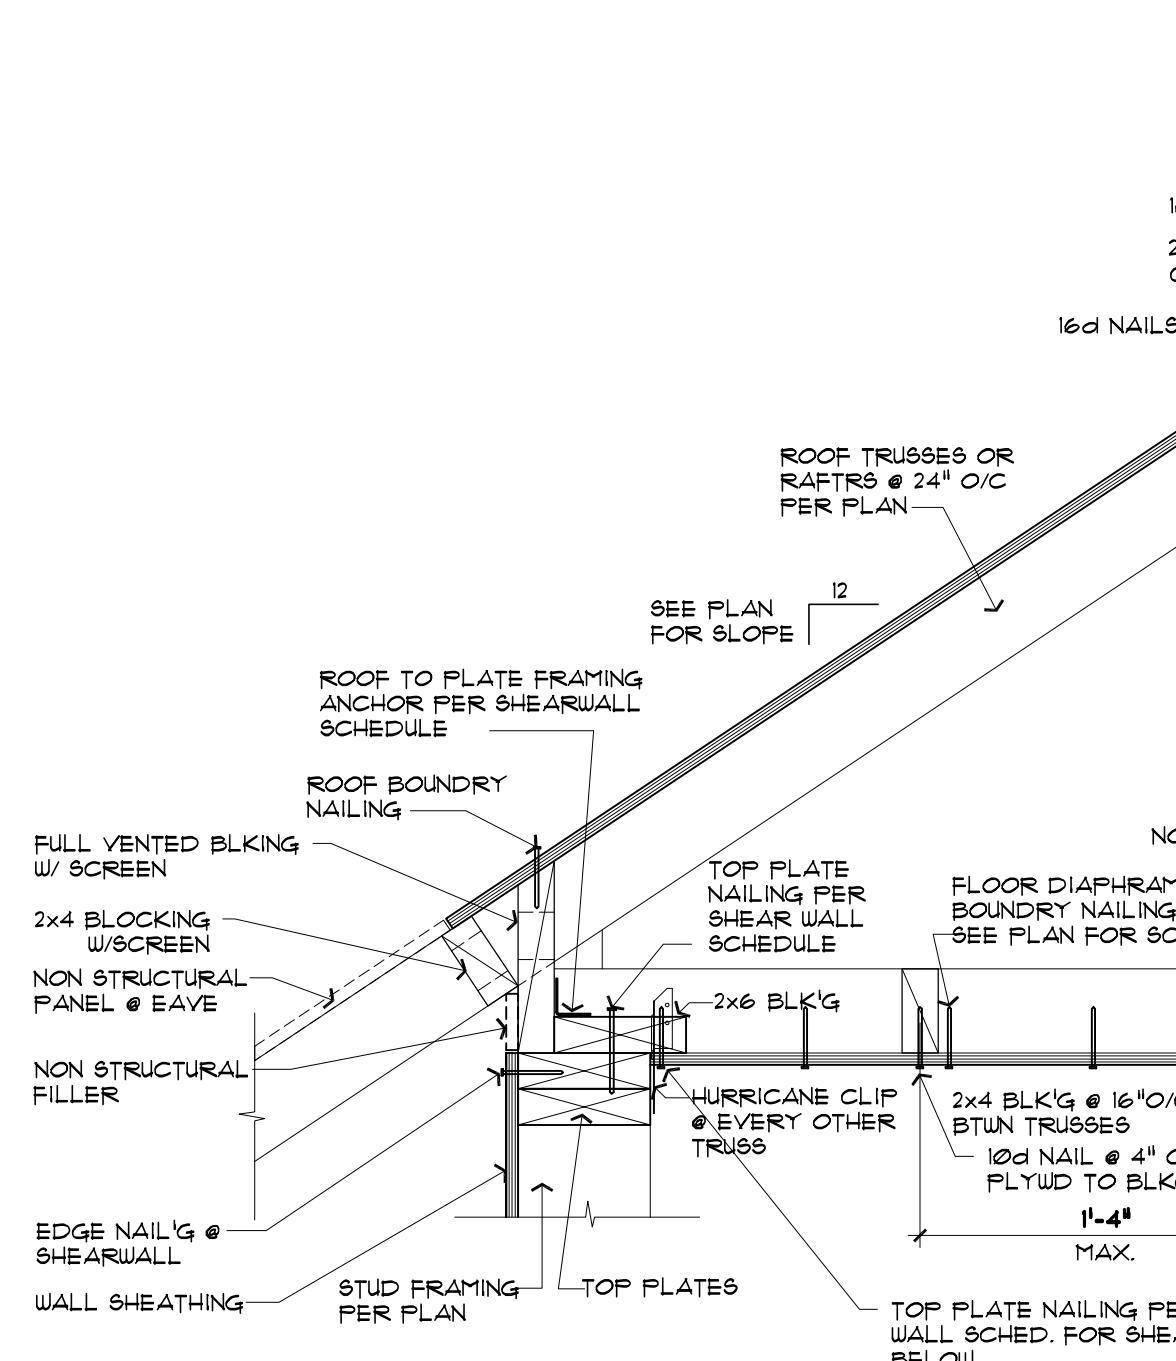 16d NAILS
ROOF TRUSSES OR
RAFTRS @ 24" O/C
PER PLAN
12
SEE PLAN
FOR SLOPE
ROOF TO PLATE FRAMING
ANCHOR PER SHEARWALL
SCHEDULE
ROOF BOUNDRY
NAILING
FULL VENTED BLKING
W/ SCREEN
2x4 BLOCKING
W/SCREEN
NON STRUCTURAL
PANEL @ EAVE
NON STRUCTURAL
FILLER
TOP PLATE
NAILING PER
SHEAR WALL
SCHEDULE
FLOOR DIAPHRAM
BOUNDRY NAILING
SEE PLAN FOR
2x6 BLK'G
HURRICANE CLIP
@ EVERY OTHER
TRUSS
2x4 BLK'G @ 16"O/C
BTWN TRUSSES
10d NAIL @ 4"
PLYWD TO
1'-4"
MAX.
EDGE NAIL'G @
SHEARWALL
WALL SHEATHING
STUD FRAMING
PER PLAN
TOP PLATES
TOP PLATE NAILING
WALL SCHED. FOR
BELOW